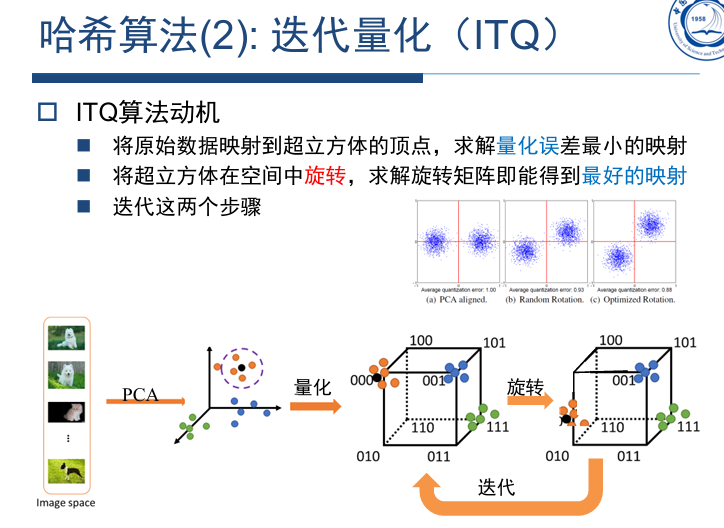 哈希算法(2): 迭代量化（ITQ）
1958
ITQ算法动机
将原始数据映射到超立方体的顶点，求解量化误差最小的映射
将超立方体在空间中旋转，求解旋转矩阵即能得到最好的映射
迭代这两个步骤
Average quantization error: 1.00
Average quantization error: 0.93
Average quantization error: 0.88
(a) PCA aligned.
(b) Random Rotation.
(c) Optimized Rotation.
Image space
PCA
量化
100
101
000
001
110
111
010
011
旋转
100
101
001
110
111
010
011
迭代